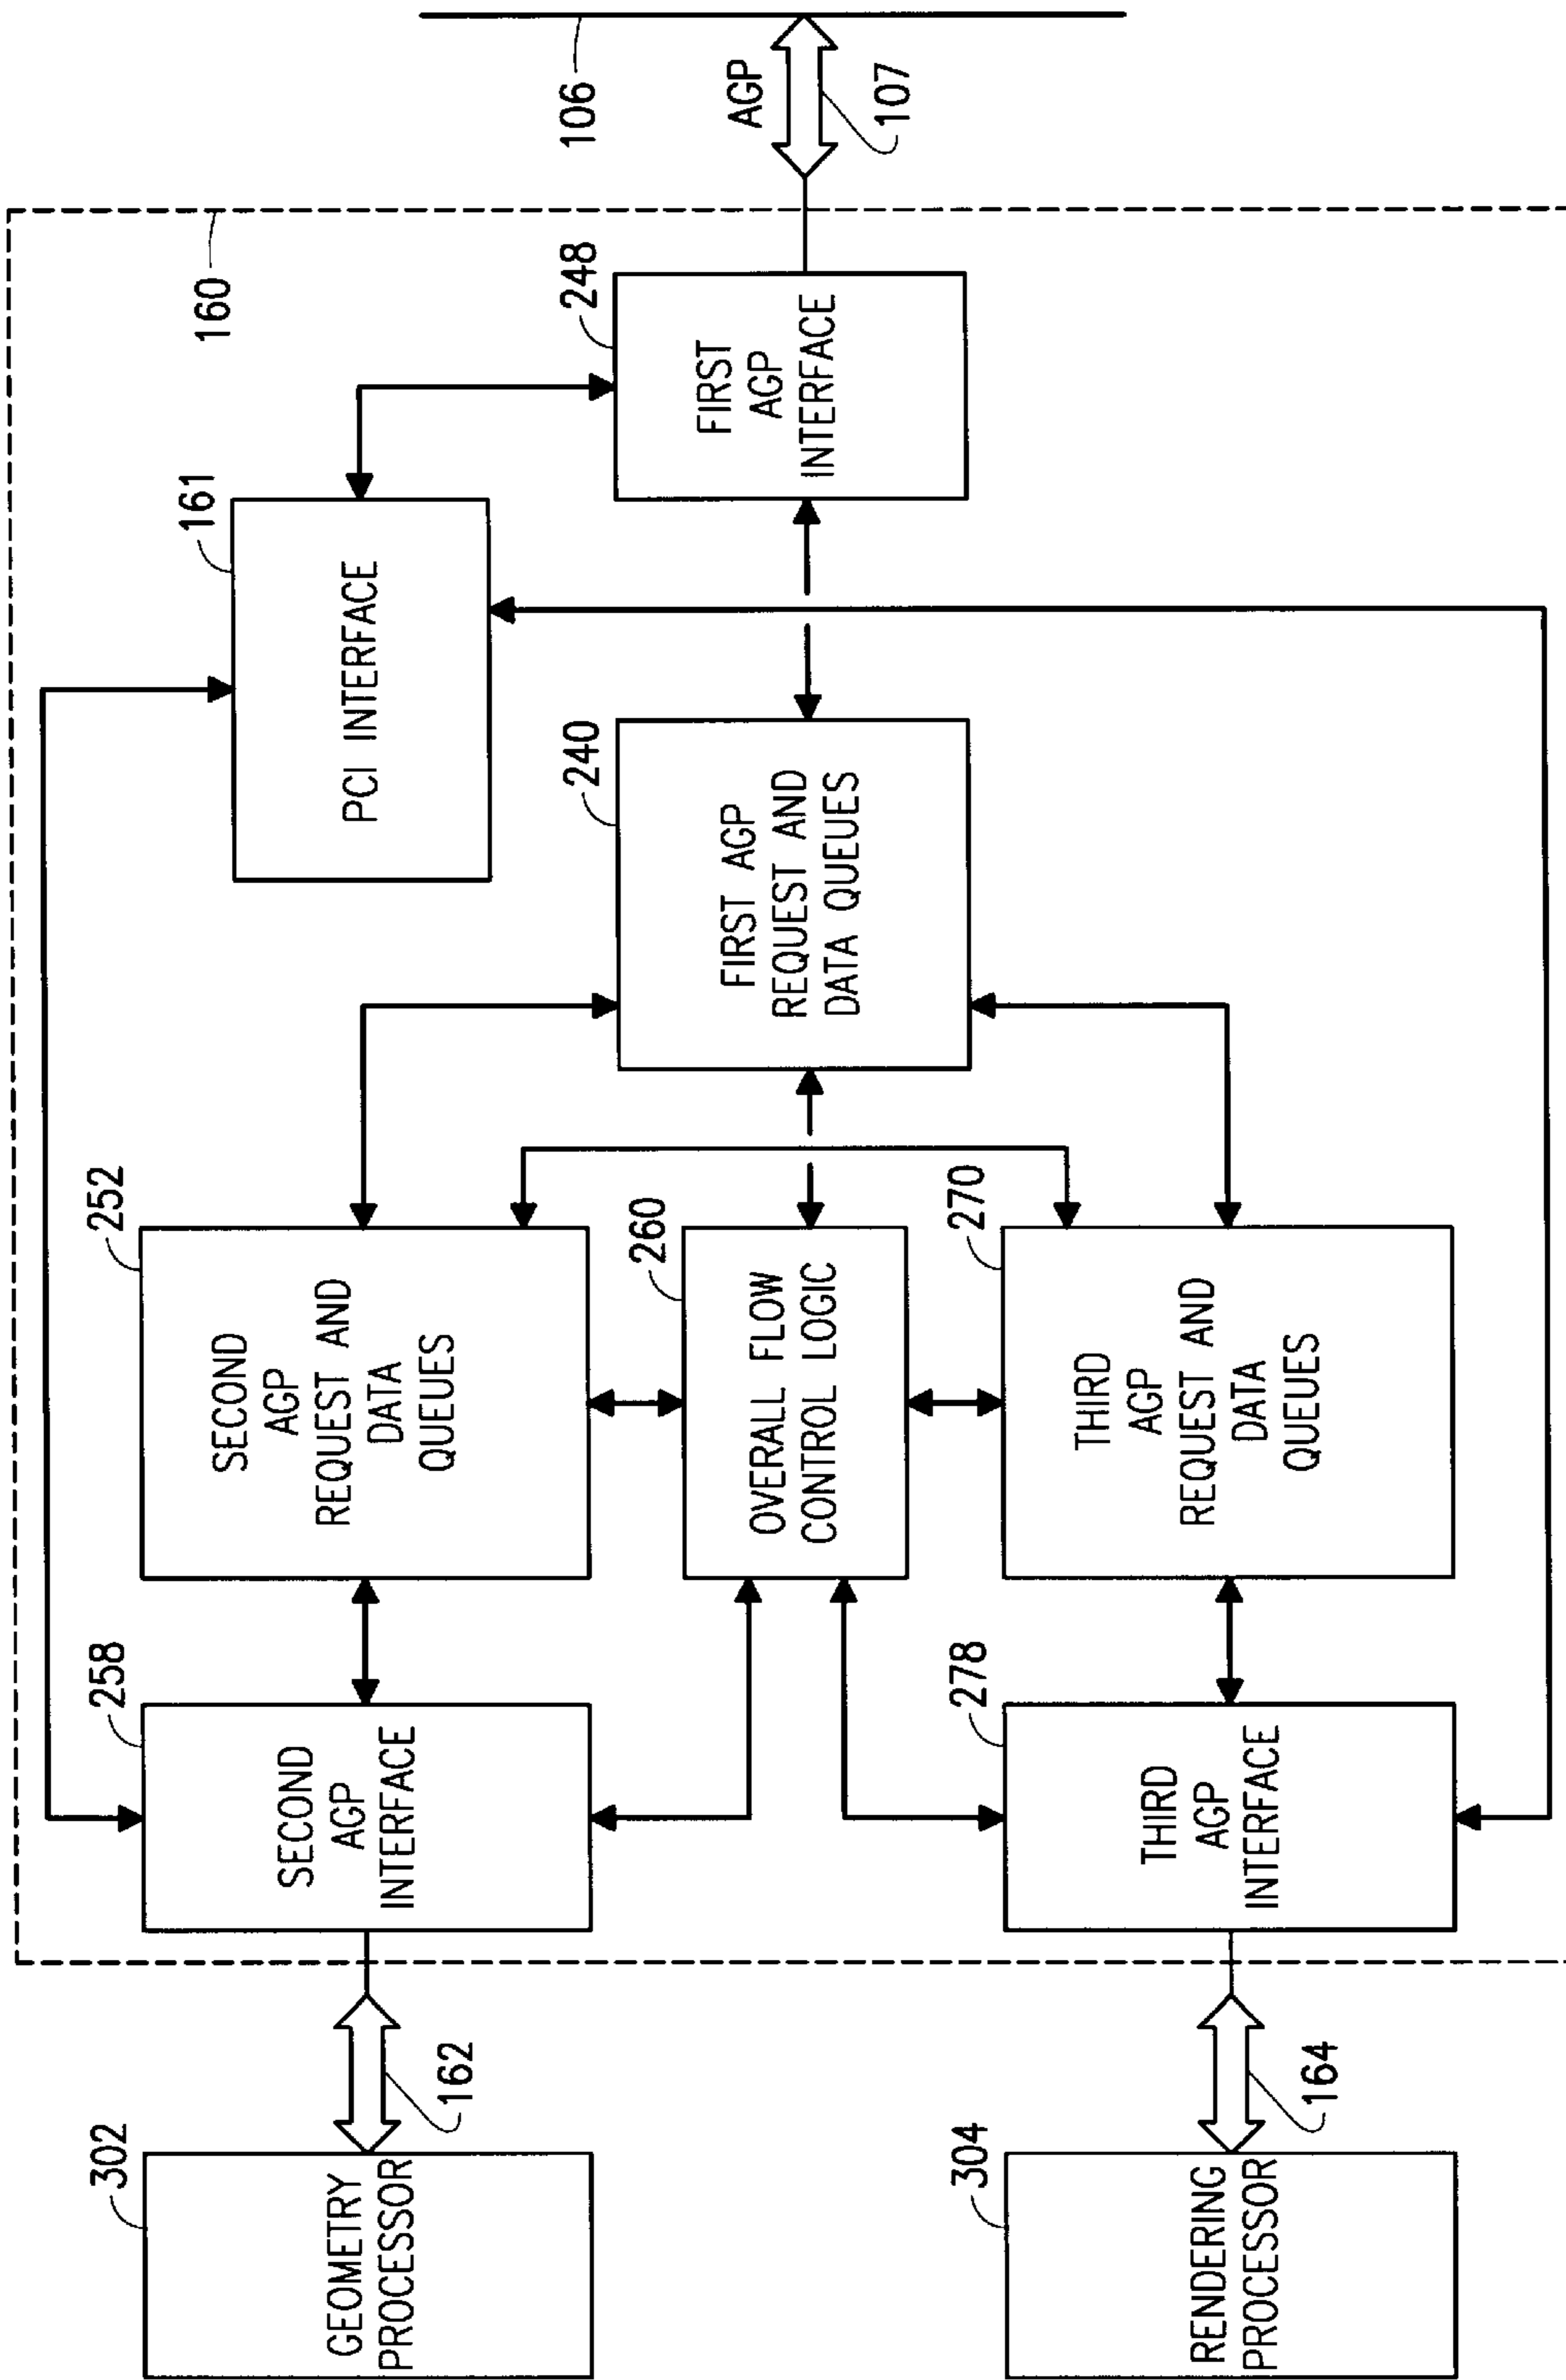 302
GEOMETRY
PROCESSOR
162
304
RENDERING
PROCESSOR
164
160
258
SECOND
AGP
INTERFACE
278
THIRD
AGP
INTERFACE
252
SECOND
AGP
REQUEST AND
DATA
QUEUES
260
OVERALL FLOW
CONTROL LOGIC
270
THIRD
AGP
REQUEST AND
DATA
QUEUES
240
FIRST AGP
REQUEST AND
DATA QUEUES
161
PCI INTERFACE
248
FIRST
AGP
INTERFACE
106
AGP
107